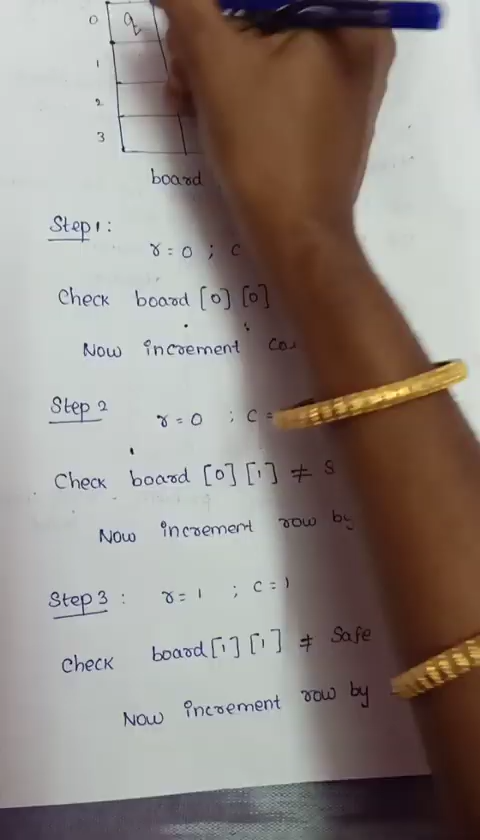 0 q
1
2
3
board
Step 1:
r = 0 ; c
Check board [0] [0]
Now increment
Step 2
r = 0 ; c =
Check board [0] [1] ≠
Now increment row by
Step 3 : r = 1 ; c = 1
Check board [1] [1] ≠ Safe
Now increment row by